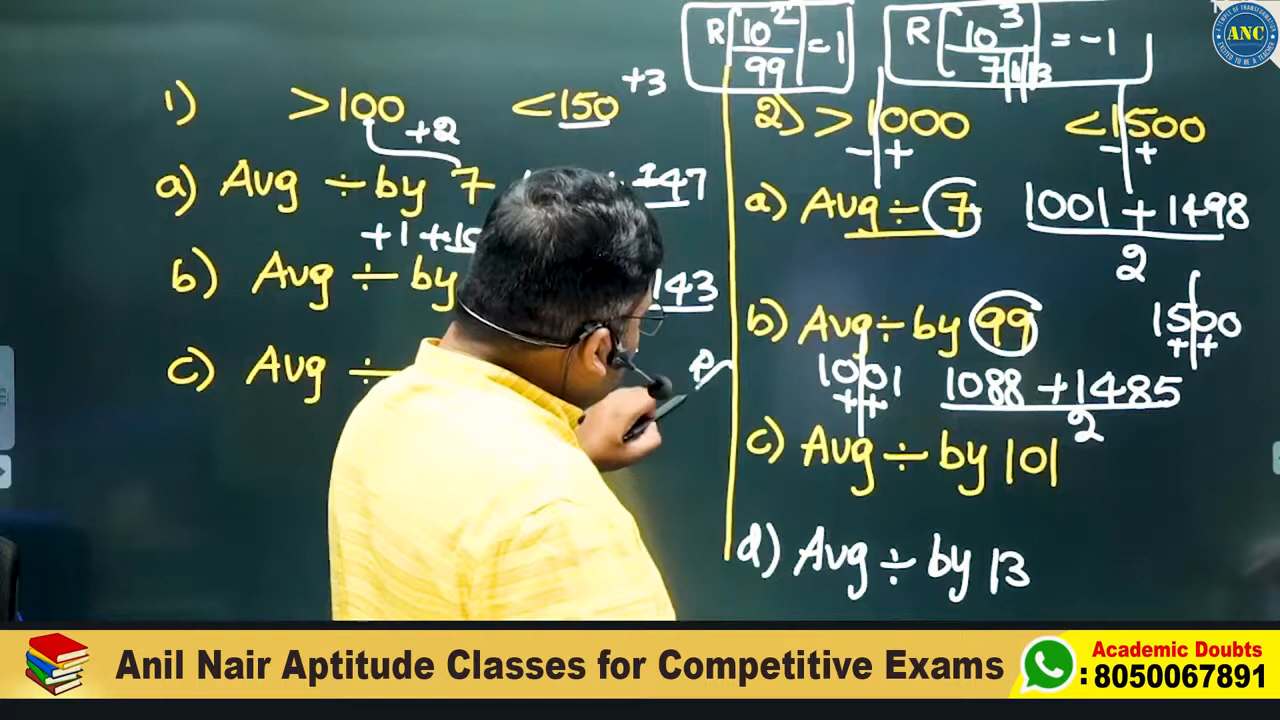 R[10²/99] = 1
R[10³/7|11|13] = -1
ANC
1) >100 <150 +3
+2
a) Avg ÷ by 7 147
+1 +10
b) Avg ÷ by 143
c) Avg ÷
2) >1000 <1500
- + - +
a) Avg ÷ 7 1001 + 1498
2
b) Avg ÷ by 99 1500
+ +
1001 1088 + 1485
+ + 2
c) Avg ÷ by 101
d) Avg ÷ by 13
Anil Nair Aptitude Classes for Competitive Exams
Academic Doubts
: 8050067891